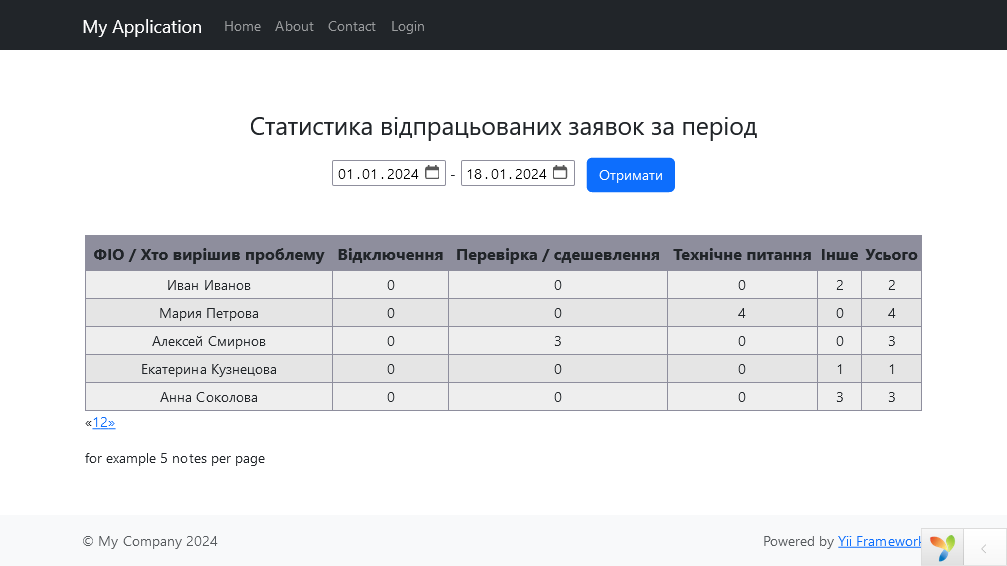 My Application Home About Contact Login
Статистика відпрацьованих заявок за період
01.01.2024 - 18.01.2024 Отримати
ФІО / Хто вирішив проблему Відключення Перевірка / сдешевлення Технічне питання Інше Усього
Иван Иванов 0 0 0 2 2
Мария Петрова 0 0 4 0 4
Алексей Смирнов 0 3 0 0 3
Екатерина Кузнецова 0 0 0 1 1
Анна Соколова 0 0 0 3 3
«12»
for example 5 notes per page
© My Company 2024 Powered by Yii Framework